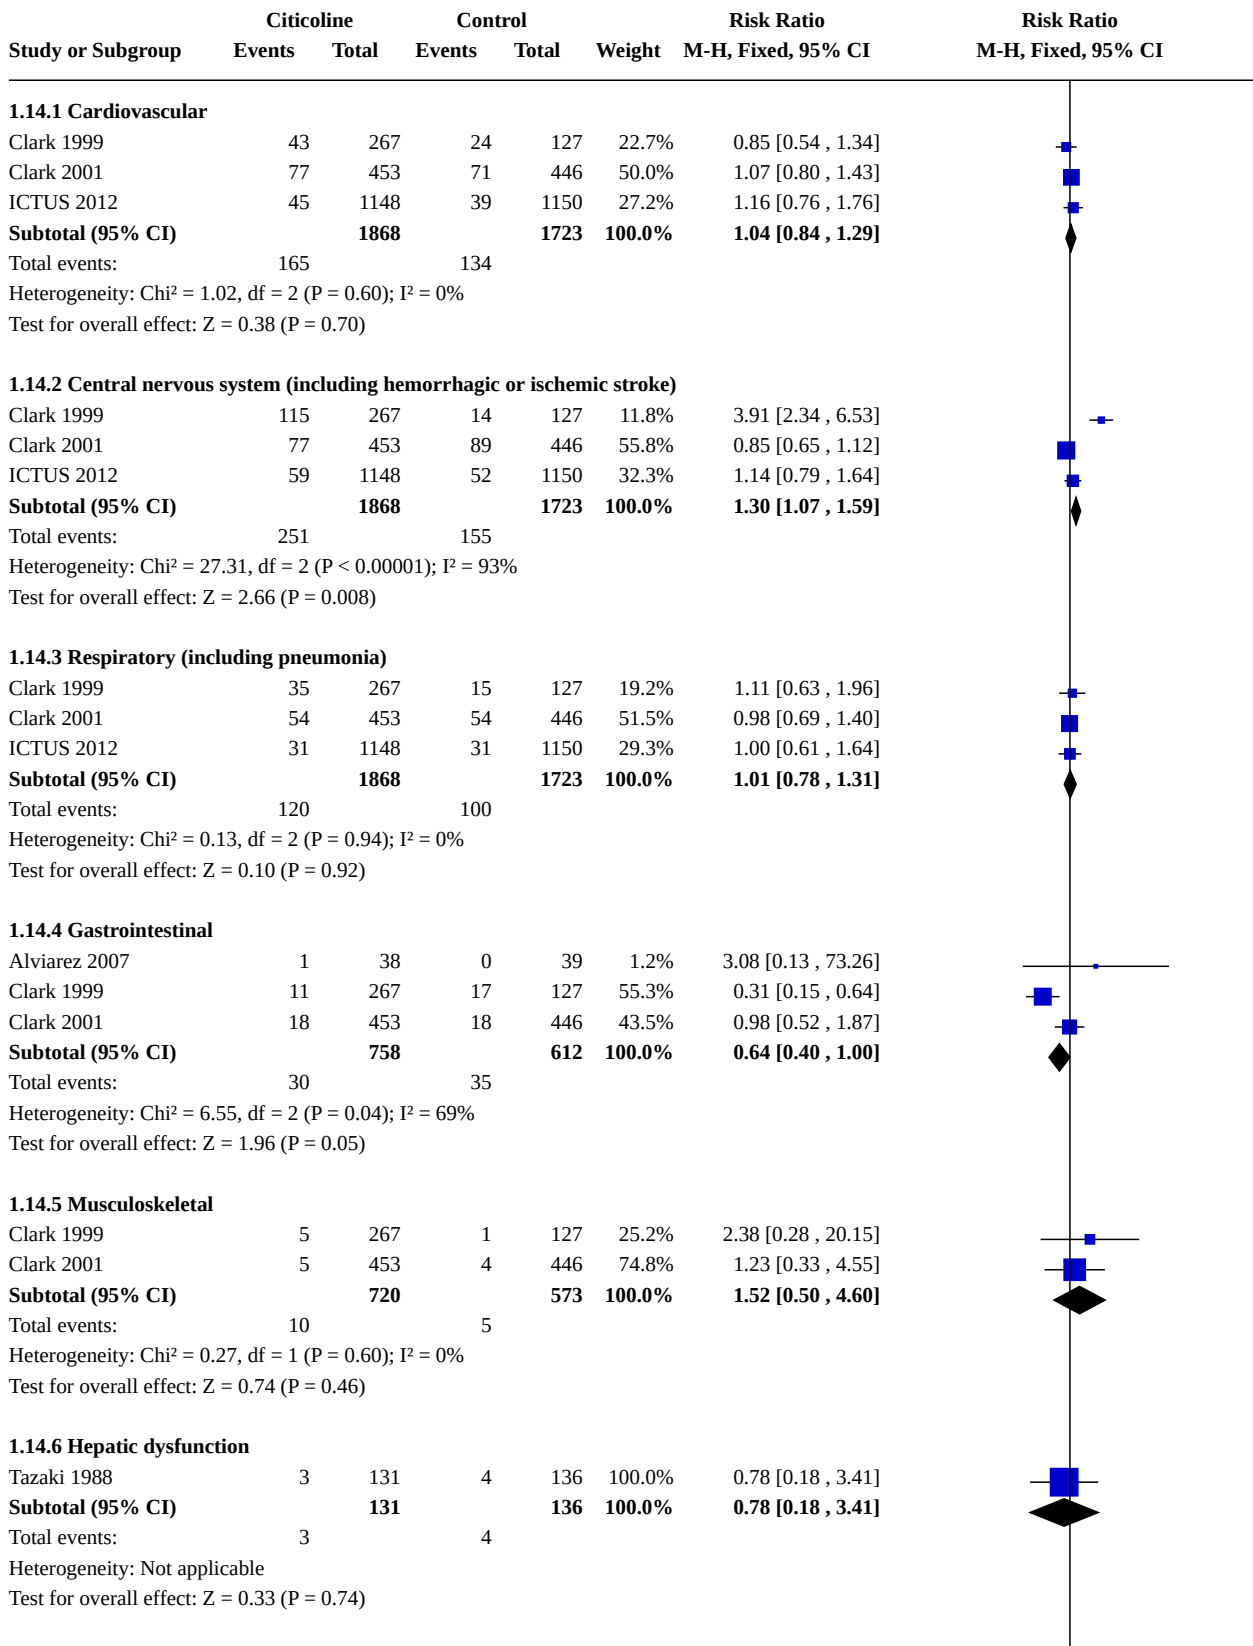 Citicoline Control Risk Ratio Risk Ratio
Study or Subgroup Events Total Events Total Weight M-H, Fixed, 95% CI M-H, Fixed, 95% CI
1.14.1 Cardiovascular
Clark 1999 43 267 24 127 22.7% 0.85 [0.54 , 1.34]
Clark 2001 77 453 71 446 50.0% 1.07 [0.80 , 1.43]
ICTUS 2012 45 1148 39 1150 27.2% 1.16 [0.76 , 1.76]
Subtotal (95% CI) 1868 1723 100.0% 1.04 [0.84 , 1.29]
Total events: 165 134
Heterogeneity: Chi² = 1.02, df = 2 (P = 0.60); I² = 0%
Test for overall effect: Z = 0.38 (P = 0.70)
1.14.2 Central nervous system (including hemorrhagic or ischemic stroke)
Clark 1999 115 267 14 127 11.8% 3.91 [2.34 , 6.53]
Clark 2001 77 453 89 446 55.8% 0.85 [0.65 , 1.12]
ICTUS 2012 59 1148 52 1150 32.3% 1.14 [0.79 , 1.64]
Subtotal (95% CI) 1868 1723 100.0% 1.30 [1.07 , 1.59]
Total events: 251 155
Heterogeneity: Chi² = 27.31, df = 2 (P < 0.00001); I² = 93%
Test for overall effect: Z = 2.66 (P = 0.008)
1.14.3 Respiratory (including pneumonia)
Clark 1999 35 267 15 127 19.2% 1.11 [0.63 , 1.96]
Clark 2001 54 453 54 446 51.5% 0.98 [0.69 , 1.40]
ICTUS 2012 31 1148 31 1150 29.3% 1.00 [0.61 , 1.64]
Subtotal (95% CI) 1868 1723 100.0% 1.01 [0.78 , 1.31]
Total events: 120 100
Heterogeneity: Chi² = 0.13, df = 2 (P = 0.94); I² = 0%
Test for overall effect: Z = 0.10 (P = 0.92)
1.14.4 Gastrointestinal
Alviarez 2007 1 38 0 39 1.2% 3.08 [0.13 , 73.26]
Clark 1999 11 267 17 127 55.3% 0.31 [0.15 , 0.64]
Clark 2001 18 453 18 446 43.5% 0.98 [0.52 , 1.87]
Subtotal (95% CI) 758 612 100.0% 0.64 [0.40 , 1.00]
Total events: 30 35
Heterogeneity: Chi² = 6.55, df = 2 (P = 0.04); I² = 69%
Test for overall effect: Z = 1.96 (P = 0.05)
1.14.5 Musculoskeletal
Clark 1999 5 267 1 127 25.2% 2.38 [0.28 , 20.15]
Clark 2001 5 453 4 446 74.8% 1.23 [0.33 , 4.55]
Subtotal (95% CI) 720 573 100.0% 1.52 [0.50 , 4.60]
Total events: 10 5
Heterogeneity: Chi² = 0.27, df = 1 (P = 0.60); I² = 0%
Test for overall effect: Z = 0.74 (P = 0.46)
1.14.6 Hepatic dysfunction
Tazaki 1988 3 131 4 136 100.0% 0.78 [0.18 , 3.41]
Subtotal (95% CI) 131 136 100.0% 0.78 [0.18 , 3.41]
Total events: 3 4
Heterogeneity: Not applicable
Test for overall effect: Z = 0.33 (P = 0.74)